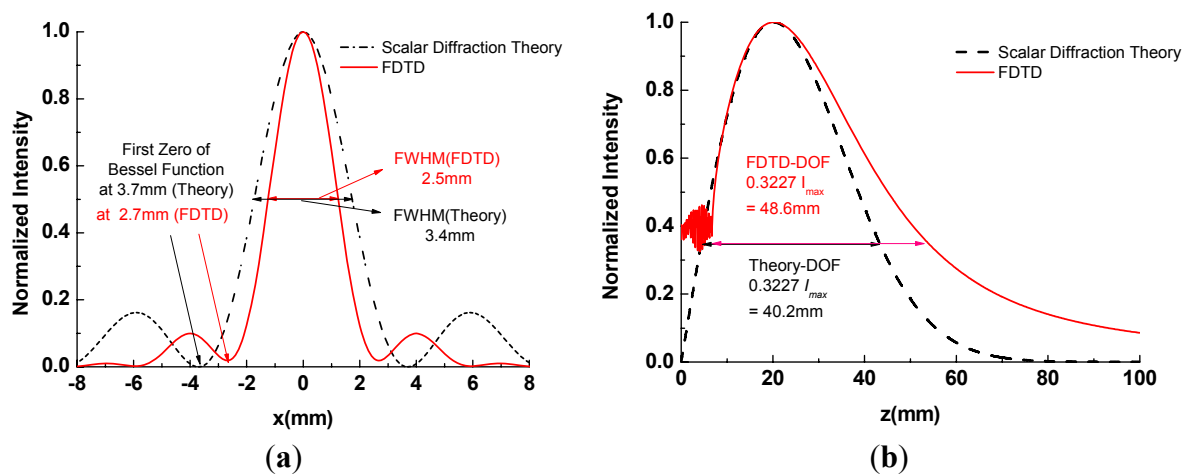 1.0
0.8
0.6
0.4
0.2
0.0
Normalized Intensity
-8 -6 -4 -2 0 2 4 6 8
x(mm)
Scalar Diffraction Theory
FDTD
First Zero of
Bessel Function
at 3.7mm (Theory)
at 2.7mm (FDTD)
FWHM(FDTD)
2.5mm
FWHM(Theory)
3.4mm
(a)
1.0
0.8
0.6
0.4
0.2
0.0
Normalized Intensity
0 20 40 60 80 100
z(mm)
Scalar Diffraction Theory
FDTD
FDTD-DOF
0.3227 I max
= 48.6mm
Theory-DOF
0.3227 I max
= 40.2mm
(b)